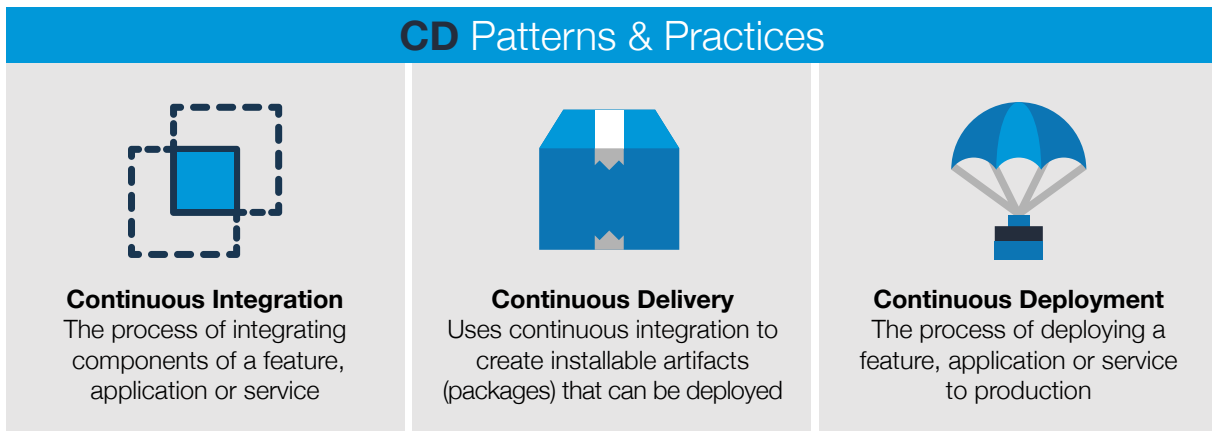 CD Patterns & Practices
Continuous Integration
The process of integrating
components of a feature,
application or service
Continuous Delivery
Uses continuous integration to
create installable artifacts
(packages) that can be deployed
Continuous Deployment
The process of deploying a
feature, application or service
to production